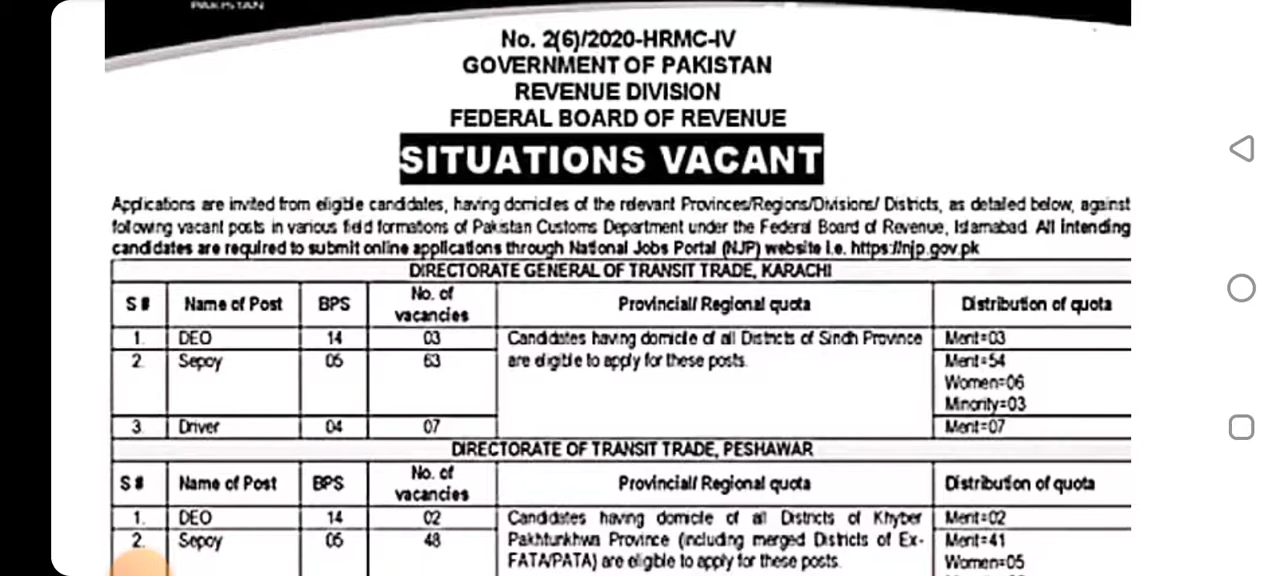 PAKISTAN
No. 2(6)/2020-HRMC-IV
GOVERNMENT OF PAKISTAN
REVENUE DIVISION
FEDERAL BOARD OF REVENUE
SITUATIONS VACANT
Applications are invited from eligible candidates, having domiciles of the relevant Provinces/Regions/Divisions/ Districts, as detailed below, against
following vacant posts in various field formations of Pakistan Customs Department under the Federal Board of Revenue, Islamabad. All intending
candidates are required to submit online applications through National Jobs Portal (NJP) website i.e. https://njp.gov.pk
DIRECTORATE GENERAL OF TRANSIT TRADE, KARACHI
S # Name of Post BPS No. of vacancies Provincial/ Regional quota Distribution of quota
1. DEO 14 03 Candidates having domicile of all Districts of Sindh Province Merit=03
2. Sepoy 05 63 are eligible to apply for these posts. Merit=54
Women=06
Minority=03
3. Driver 04 07 Merit=07
DIRECTORATE OF TRANSIT TRADE, PESHAWAR
S # Name of Post BPS No. of vacancies Provincial/ Regional quota Distribution of quota
1. DEO 14 02 Candidates having domicile of all Districts of Khyber Merit=02
2. Sepoy 05 48 Pakhtunkhwa Province (including merged Districts of Ex- Merit=41
FATA/PATA) are eligible to apply for these posts. Women=05